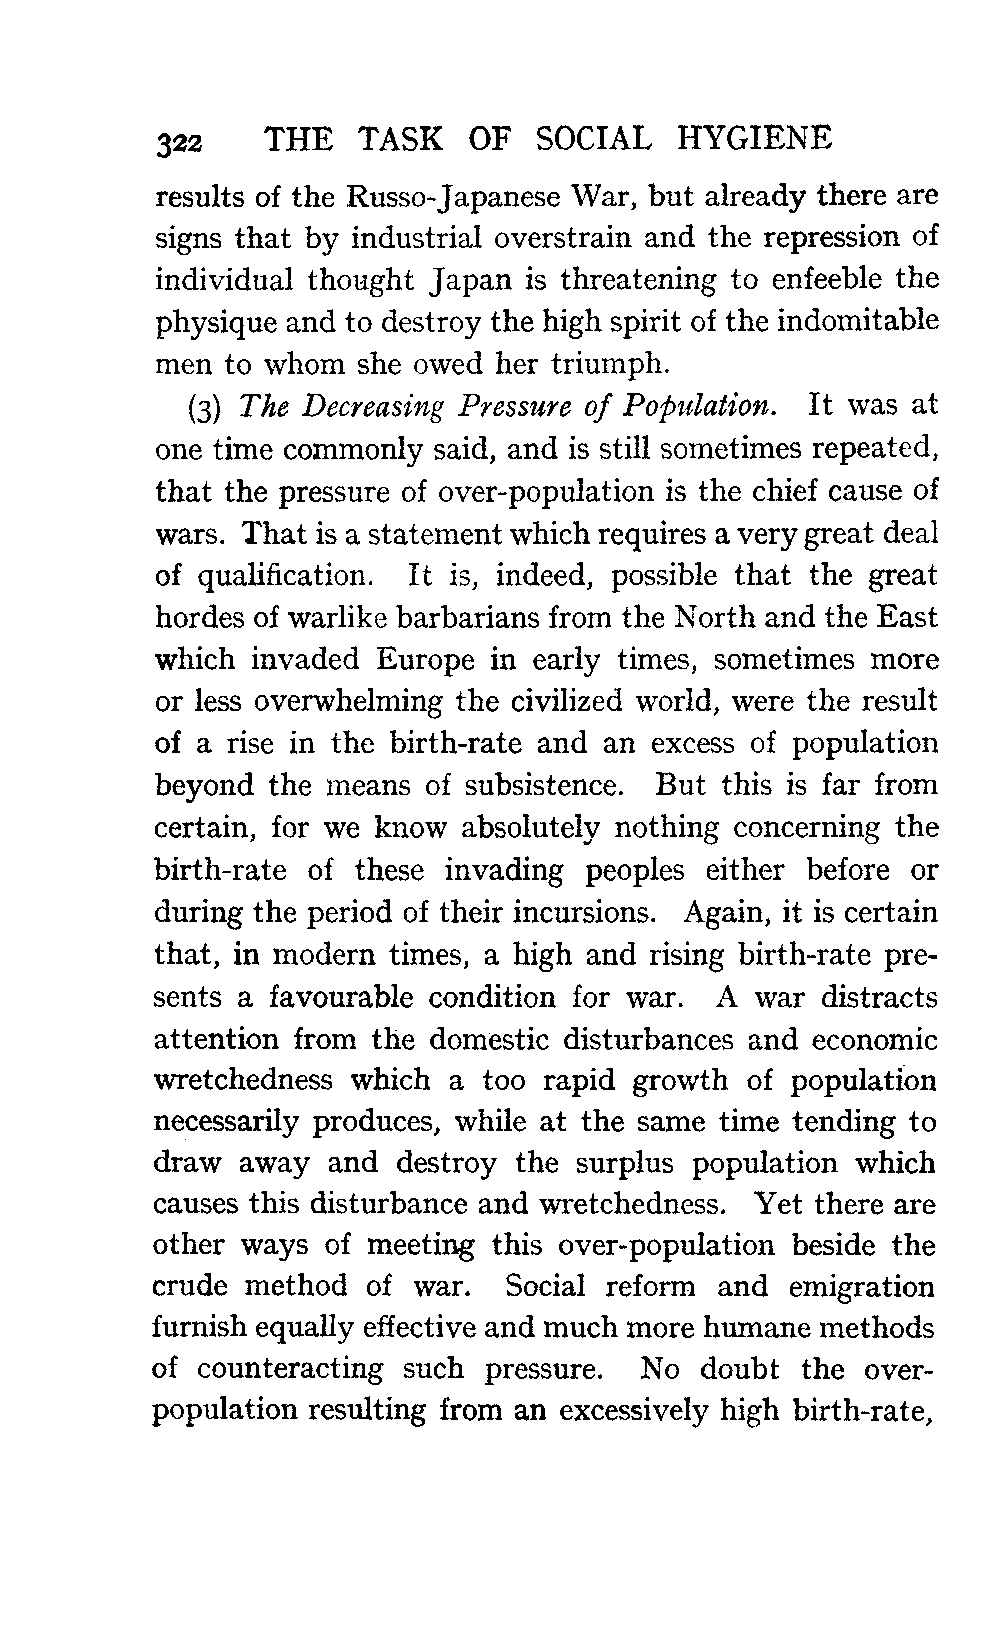 322 THE TASK OF SOCIAL HYGIENE
results of the Russo-Japanese War, but already there are
signs that by industrial overstrain and the repression of
individual thought Japan is threatening to enfeeble the
physique and to destroy the high spirit of the indomitable
men to whom she owed her triumph.
(3) The Decreasing Pressure of Population. It was at
one time commonly said, and is still sometimes repeated,
that the pressure of over-population is the chief cause of
wars. That is a statement which requires a very great deal
of qualification. It is, indeed, possible that the great
hordes of warlike barbarians from the North and the East
which invaded Europe in early times, sometimes more
or less overwhelming the civilized world, were the result
of a rise in the birth-rate and an excess of population
beyond the means of subsistence. But this is far from
certain, for we know absolutely nothing concerning the
birth-rate of these invading peoples either before or
during the period of their incursions. Again, it is certain
that, in modern times, a high and rising birth-rate pre-
sents a favourable condition for war. A war distracts
attention from the domestic disturbances and economic
wretchedness which a too rapid growth of population
necessarily produces, while at the same time tending to
draw away and destroy the surplus population which
causes this disturbance and wretchedness. Yet there are
other ways of meeting this over-population beside the
crude method of war. Social reform and emigration
furnish equally effective and much more humane methods
of counteracting such pressure. No doubt the over-
population resulting from an excessively high birth-rate,